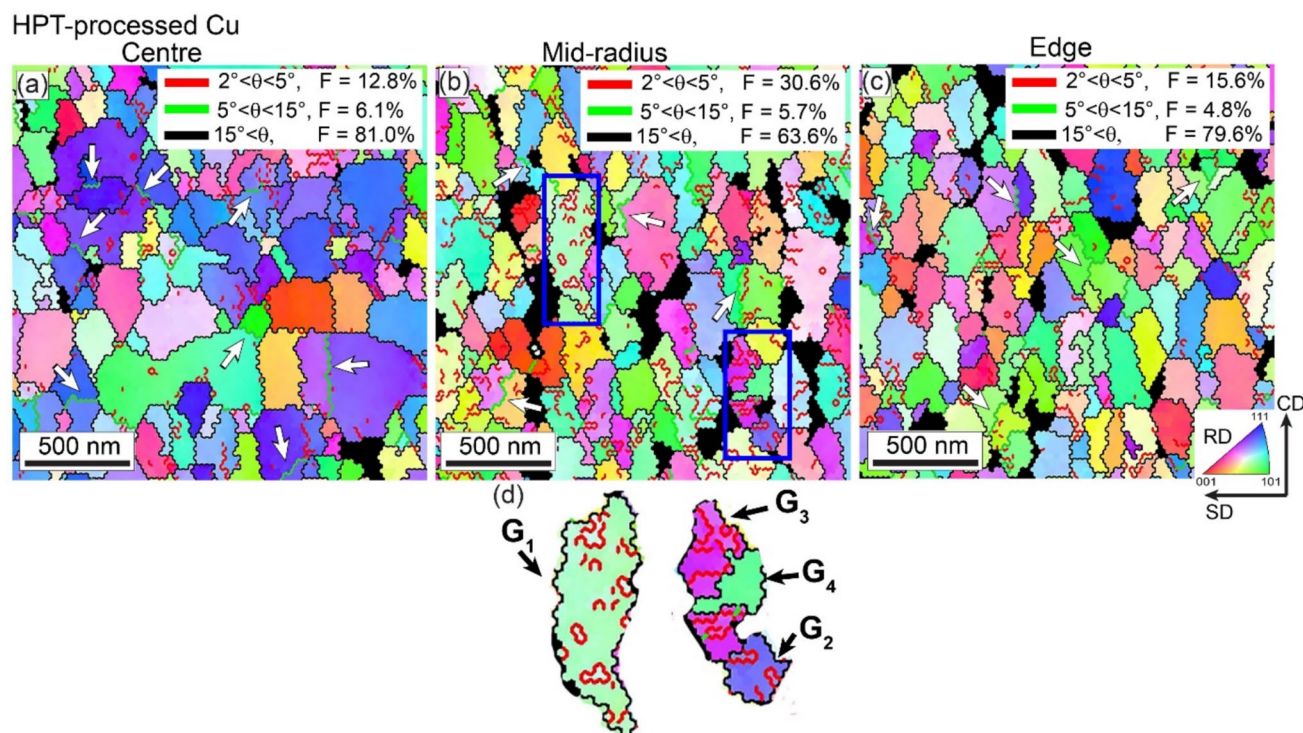 HPT-processed Cu
Centre
Mid-radius
Edge
(a)
2°<θ<5°, F = 12.8%
5°<θ<15°, F = 6.1%
15°<θ, F = 81.0%
500 nm
(b)
2°<θ<5°, F = 30.6%
5°<θ<15°, F = 5.7%
15°<θ, F = 63.6%
500 nm
(c)
2°<θ<5°, F = 15.6%
5°<θ<15°, F = 4.8%
15°<θ, F = 79.6%
500 nm
111
RD
001 101
CD
SD
(d)
G₁
G₃
G₄
G₂